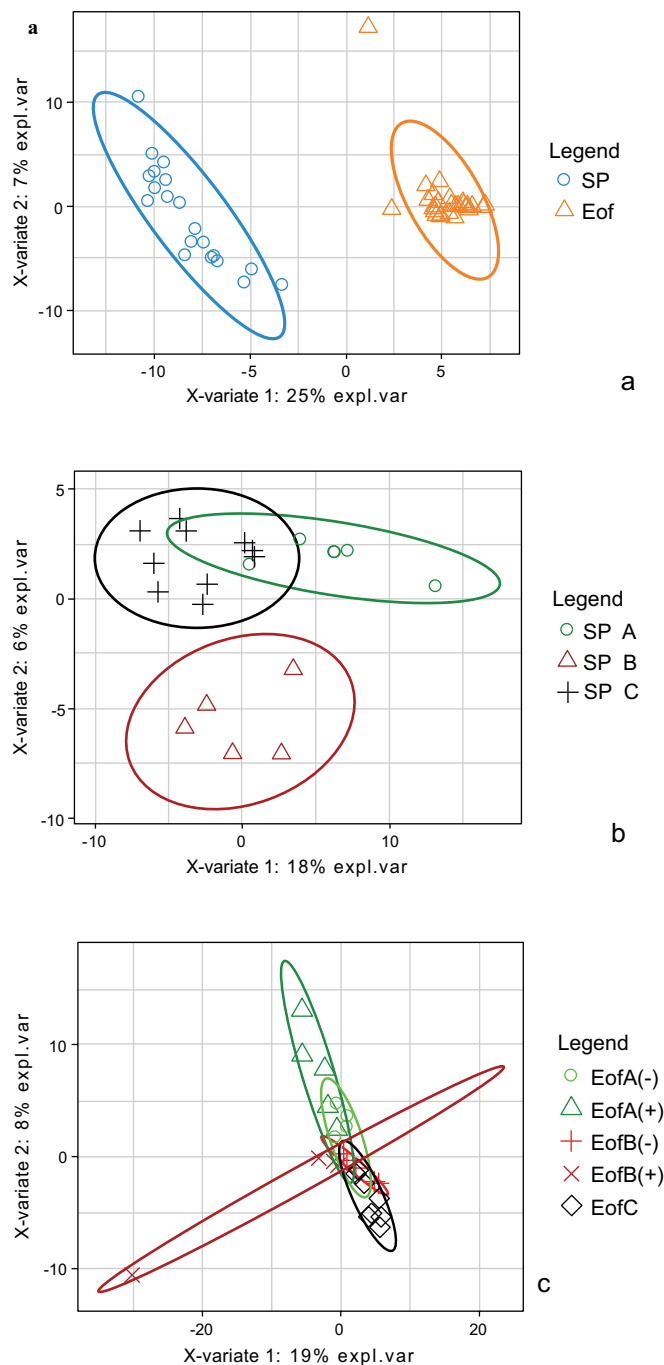 a
X-variate 2: 7% expl.var
10
0
-10
-10
-5
0
5
X-variate 1: 25% expl.var
Legend
SP
Eof
a
X-variate 2: 6% expl.var
5
0
-5
-10
-10
0
10
X-variate 1: 18% expl.var
Legend
SP A
SP B
SP C
b
X-variate 2: 8% expl.var
10
0
-10
-20
0
20
X-variate 1: 19% expl.var
Legend
EofA(-)
EofA(+)
EofB(-)
EofB(+)
EofC
c